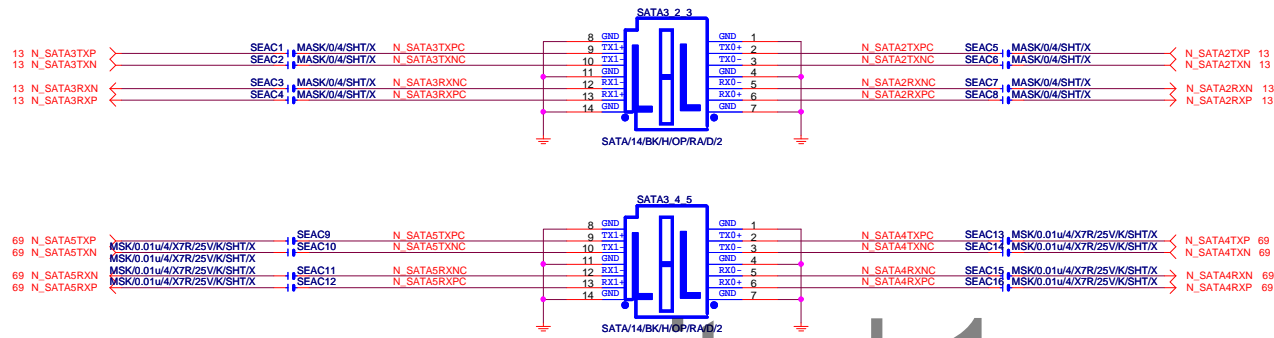 SATA3_2_3
8 GND GND 1
13 N_SATA3TXP SEAC1 MASK/0/4/SHT/X N_SATA3TXPC 9 TX1+ TX0+ 2 N_SATA2TXPC SEAC5 MASK/0/4/SHT/X N_SATA2TXP 13
13 N_SATA3TXN SEAC2 MASK/0/4/SHT/X N_SATA3TXNC 10 TX1- TX0- 3 N_SATA2TXNC SEAC6 MASK/0/4/SHT/X N_SATA2TXN 13
11 GND GND 4
13 N_SATA3RXN SEAC3 MASK/0/4/SHT/X N_SATA3RXNC 12 RX1- RX0- 5 N_SATA2RXNC SEAC7 MASK/0/4/SHT/X N_SATA2RXN 13
13 N_SATA3RXP SEAC4 MASK/0/4/SHT/X N_SATA3RXPC 13 RX1+ RX0+ 6 N_SATA2RXPC SEAC8 MASK/0/4/SHT/X N_SATA2RXP 13
14 GND GND 7
SATA/14/BK/H/OP/RA/D/2
SATA3_4_5
8 GND GND 1
69 N_SATA5TXP SEAC9 N_SATA5TXPC 9 TX1+ TX0+ 2 N_SATA4TXPC SEAC13 MSK/0.01u/4/X7R/25V/K/SHT/X N_SATA4TXP 69
69 N_SATA5TXN MSK/0.01u/4/X7R/25V/K/SHT/X SEAC10 N_SATA5TXNC 10 TX1- TX0- 3 N_SATA4TXNC SEAC14 MSK/0.01u/4/X7R/25V/K/SHT/X N_SATA4TXN 69
MSK/0.01u/4/X7R/25V/K/SHT/X 11 GND GND 4
69 N_SATA5RXN MSK/0.01u/4/X7R/25V/K/SHT/X SEAC11 N_SATA5RXNC 12 RX1- RX0- 5 N_SATA4RXNC SEAC15 MSK/0.01u/4/X7R/25V/K/SHT/X N_SATA4RXN 69
69 N_SATA5RXP MSK/0.01u/4/X7R/25V/K/SHT/X SEAC12 N_SATA5RXPC 13 RX1+ RX0+ 6 N_SATA4RXPC SEAC16 MSK/0.01u/4/X7R/25V/K/SHT/X N_SATA4RXP 69
14 GND GND 7
SATA/14/BK/H/OP/RA/D/2